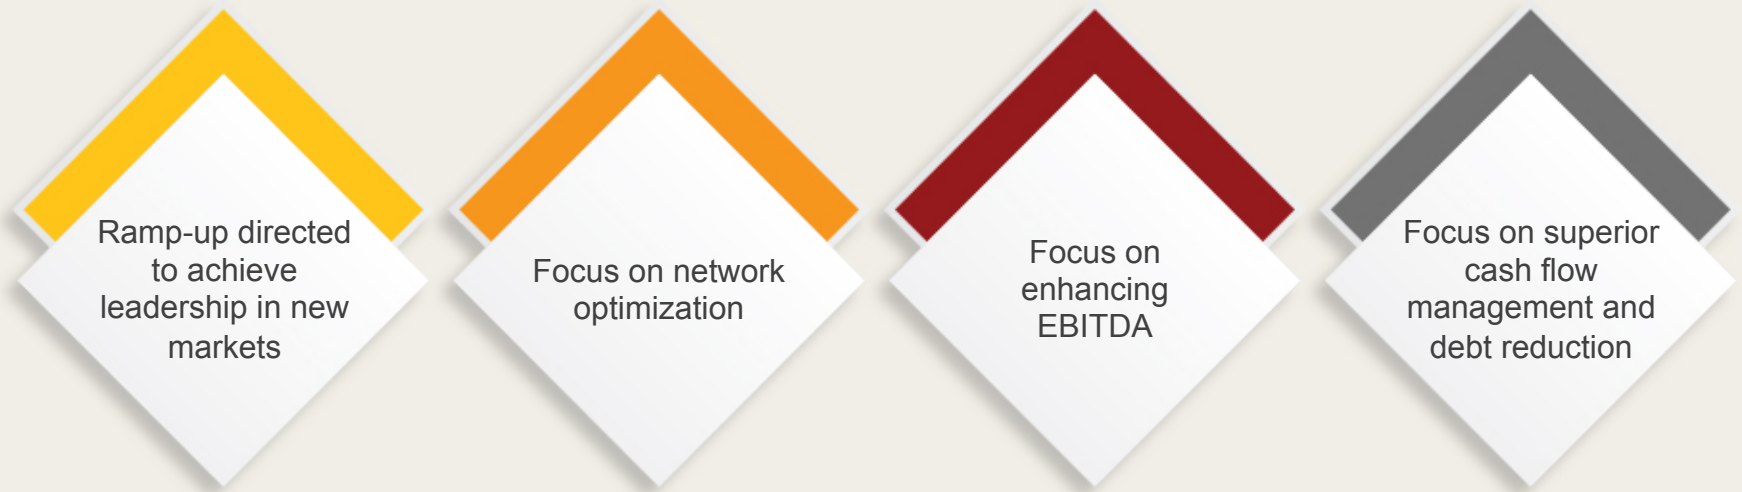 Ramp-up directed
to achieve
leadership in new
markets
Focus on network
optimization
Focus on
enhancing
EBITDA
Focus on superior
cash flow
management and
debt reduction